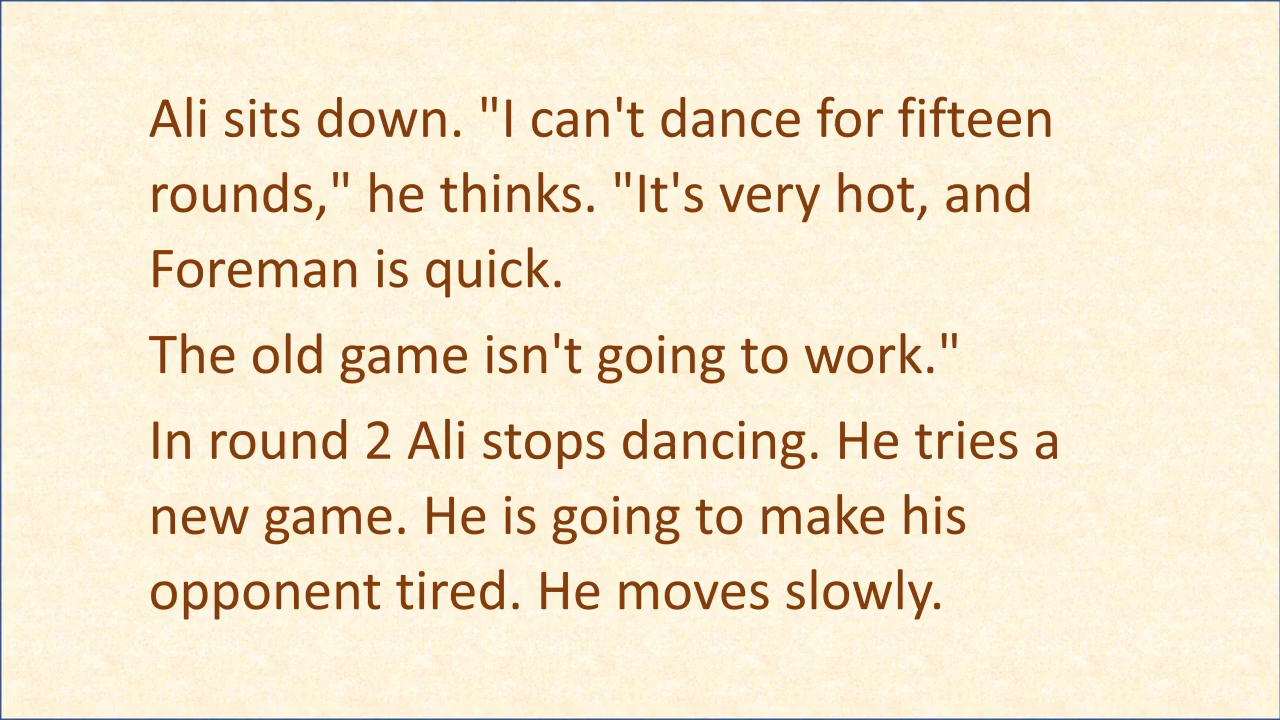 Ali sits down. "I can't dance for fifteen
rounds," he thinks. "It's very hot, and
Foreman is quick.
The old game isn't going to work."
In round 2 Ali stops dancing. He tries a
new game. He is going to make his
opponent tired. He moves slowly.